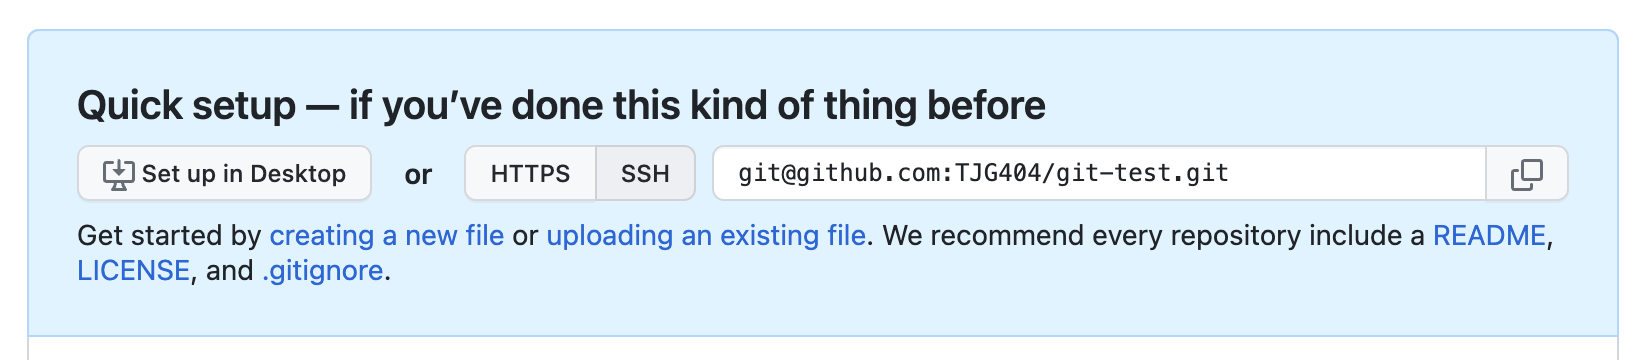 Quick setup — if you’ve done this kind of thing before
Set up in Desktop or HTTPS SSH git@github.com:TJG404/git-test.git
Get started by creating a new file or uploading an existing file. We recommend every repository include a README,
LICENSE, and .gitignore.